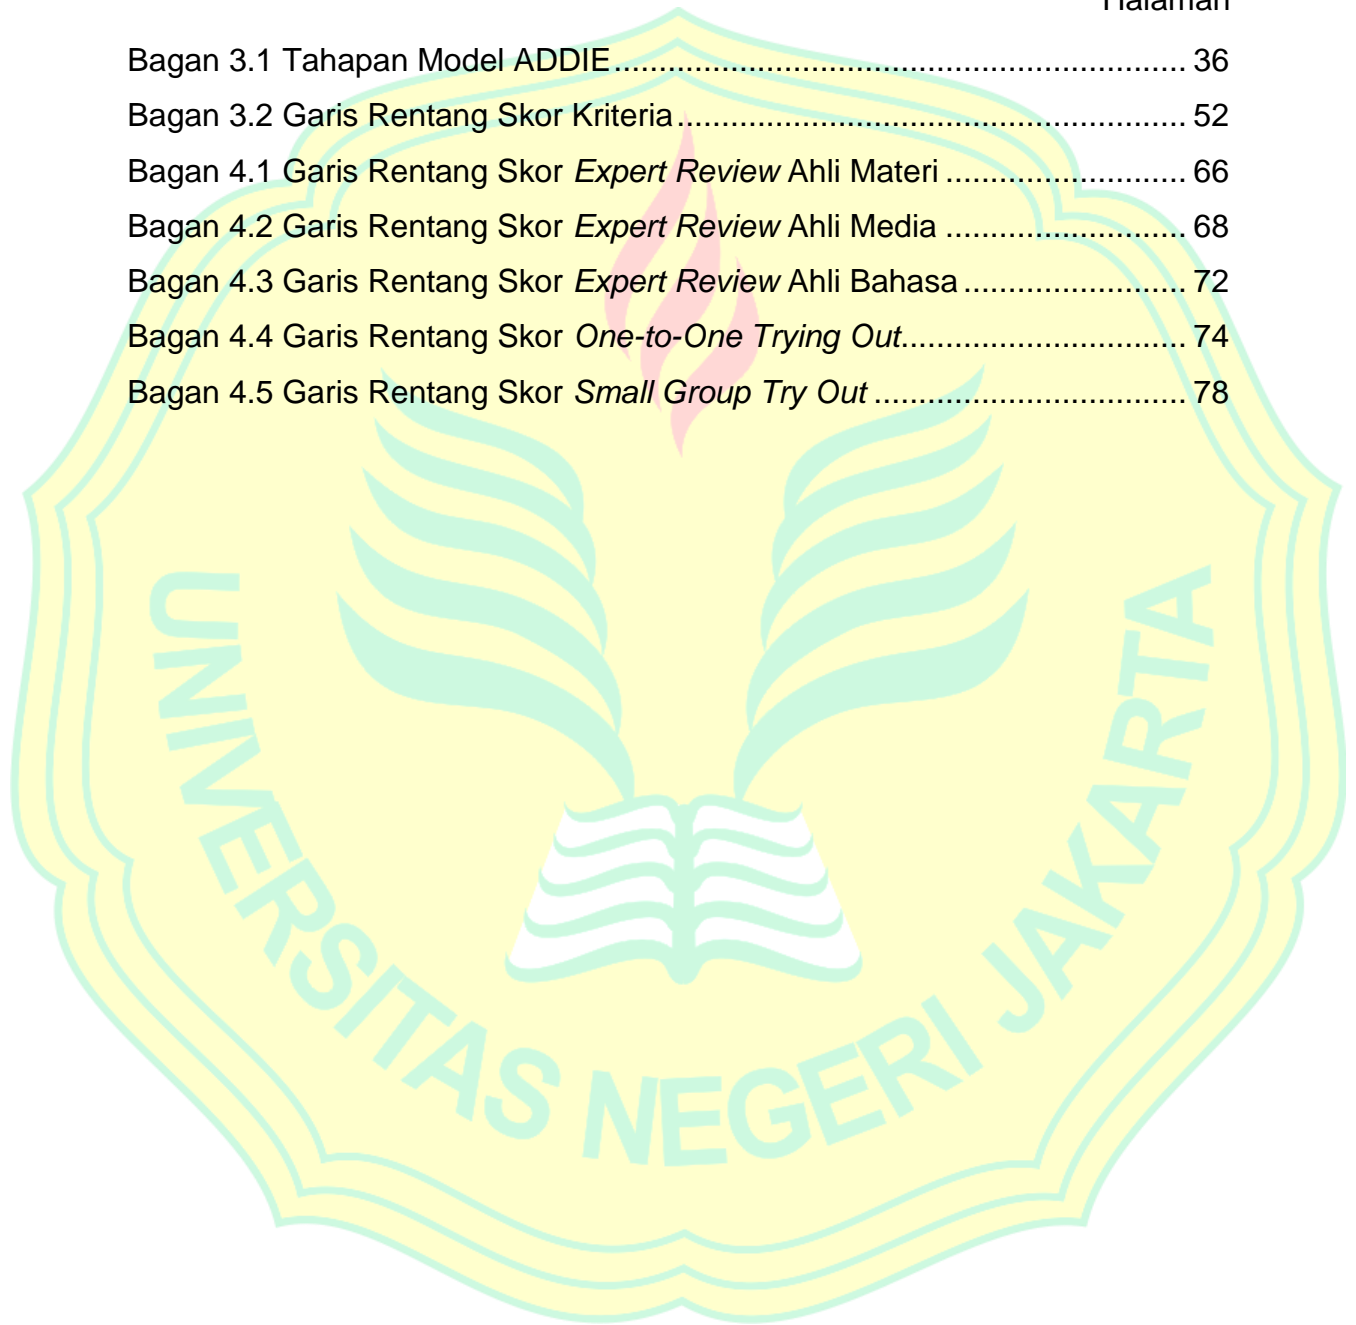 Halaman
Bagan 3.1 Tahapan Model ADDIE................................................................ 36
Bagan 3.2 Garis Rentang Skor Kriteria ......................................................... 52
Bagan 4.1 Garis Rentang Skor Expert Review Ahli Materi ........................... 66
Bagan 4.2 Garis Rentang Skor Expert Review Ahli Media ........................... 68
Bagan 4.3 Garis Rentang Skor Expert Review Ahli Bahasa ......................... 72
Bagan 4.4 Garis Rentang Skor One-to-One Trying Out................................ 74
Bagan 4.5 Garis Rentang Skor Small Group Try Out ................................... 78
UNIVERSITAS NEGERI JAKARTA